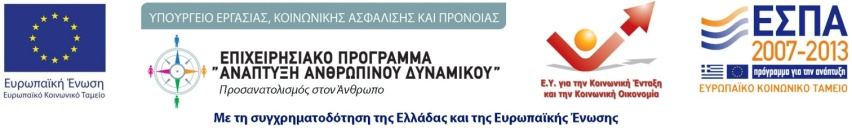 Ευρωπαϊκή Ένωση
Ευρωπαϊκό Κοινωνικό Ταμείο
ΥΠΟΥΡΓΕΙΟ ΕΡΓΑΣΙΑΣ, ΚΟΙΝΩΝΙΚΗΣ ΑΣΦΑΛΙΣΗΣ ΚΑΙ ΠΡΟΝΟΙΑΣ
ΕΠΙΧΕΙΡΗΣΙΑΚΟ ΠΡΟΓΡΑΜΜΑ
"ΑΝΑΠΤΥΞΗ ΑΝΘΡΩΠΙΝΟΥ ΔΥΝΑΜΙΚΟΥ"
Προσανατολισμός στον Άνθρωπο
Ε.Υ. για την Κοινωνική Ένταξη
και την Κοινωνική Οικονομία
ΕΣΠΑ
2007-2013
πρόγραμμα για την ανάπτυξη
ΕΥΡΩΠΑΪΚΟ ΚΟΙΝΩΝΙΚΟ ΤΑΜΕΙΟ
Με τη συγχρηματοδότηση της Ελλάδας και της Ευρωπαϊκής Ένωσης